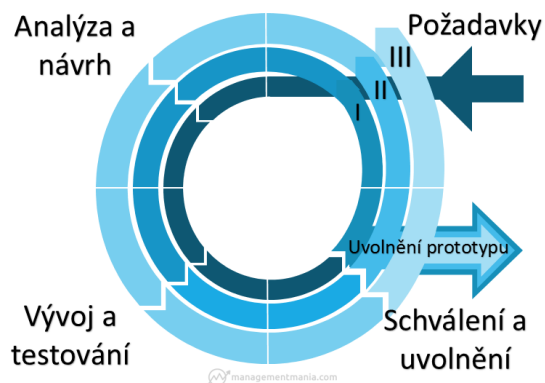 Analýza a
návrh
Požadavky
III
II
I
Uvolnění prototypu
Vývoj a
testování
Schválení a
uvolnění
managementmania.com